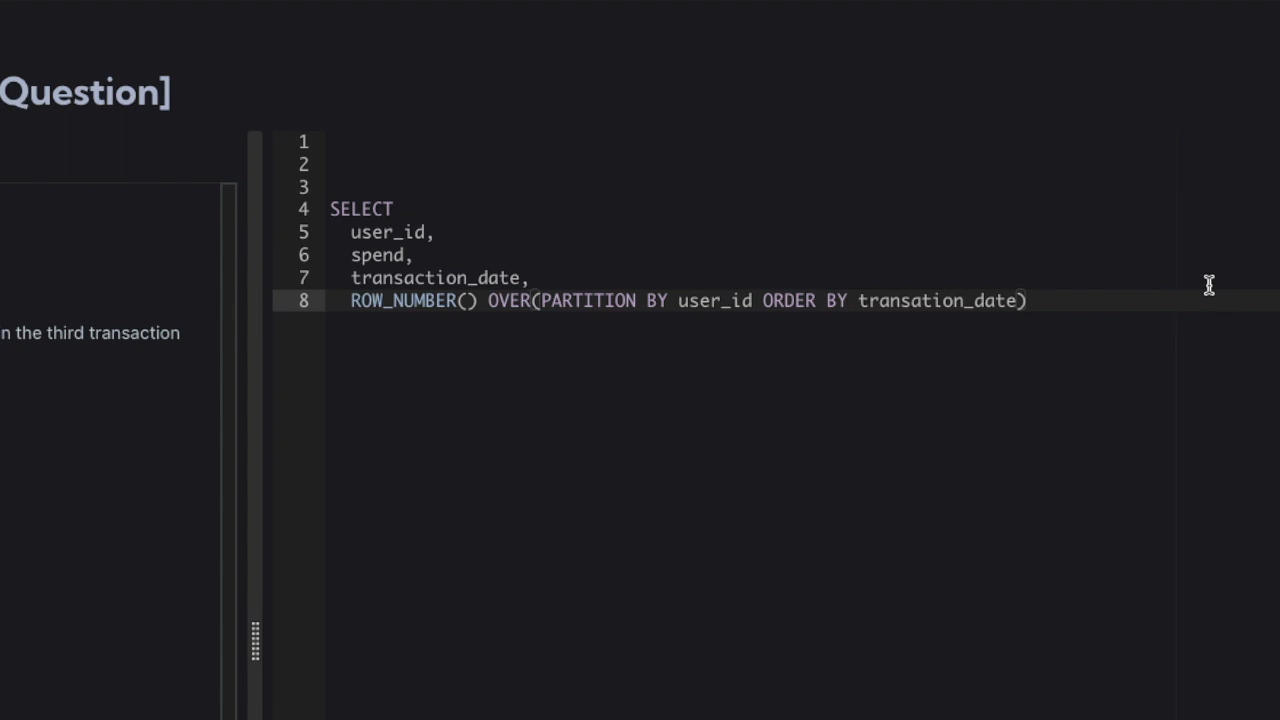 Question]
n the third transaction
1
2
3
4 SELECT
5 user_id,
6 spend,
7 transaction_date,
8 ROW_NUMBER() OVER(PARTITION BY user_id ORDER BY transation_date)